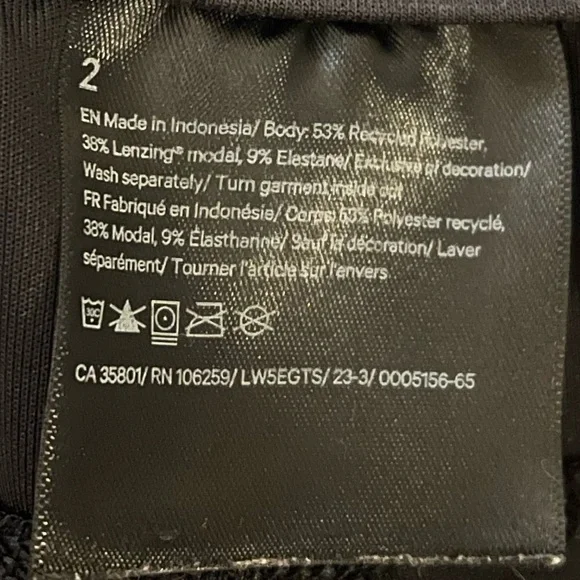 2
EN Made in Indonesia/ Body: 53% Recycled Polyester,
38% Lenzing® modal, 9% Elastane/ Exclusive of decoration/
Wash separately/ Turn garment inside out
FR Fabriqué en Indonésie/ Corps: 53% Polyester recyclé,
38% Modal, 9% Élasthanne/ Sauf la décoration/ Laver
séparément/ Tourner l'article sur l'envers
30C
CA 35801/ RN 106259/ LW5EGTS/ 23-3/ 0005156-65